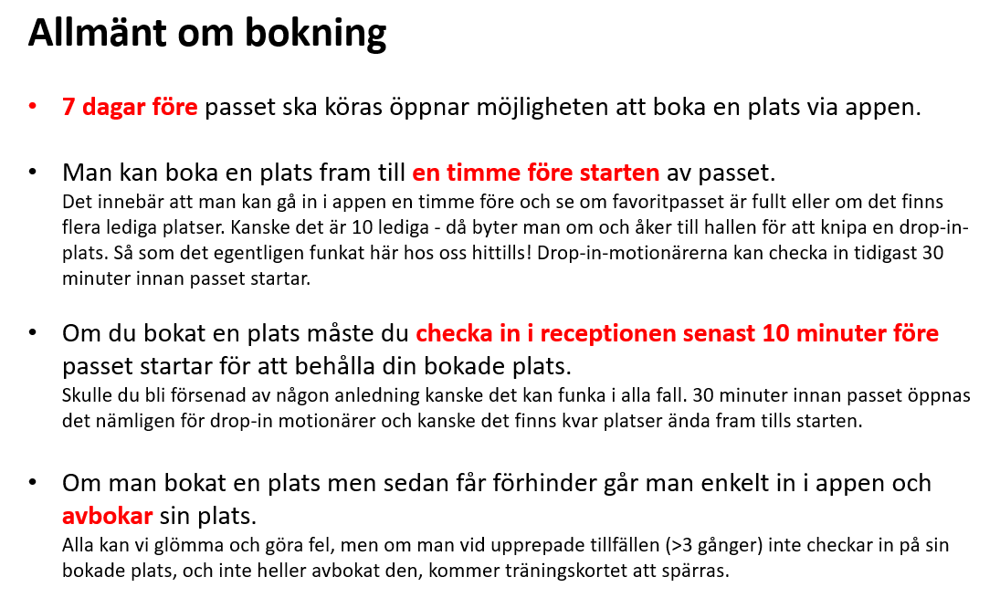 Allmänt om bokning
• 7 dagar före passet ska köras öppnar möjligheten att boka en plats via appen.
• Man kan boka en plats fram till en timme före starten av passet.
Det innebär att man kan gå in i appen en timme före och se om favoritpasset är fullt eller om det finns
flera lediga platser. Kanske det är 10 lediga - då byter man om och åker till hallen för att knipa en drop-in-
plats. Så som det egentligen funkat här hos oss hittills! Drop-in-motionärerna kan checka in tidigast 30
minuter innan passet startar.
• Om du bokat en plats måste du checka in i receptionen senast 10 minuter före
passet startar för att behålla din bokade plats.
Skulle du bli försenad av någon anledning kanske det kan funka i alla fall. 30 minuter innan passet öppnas
det nämligen för drop-in motionärer och kanske det finns kvar platser ända fram tills starten.
• Om man bokat en plats men sedan får förhinder går man enkelt in i appen och
avbokar sin plats.
Alla kan vi glömma och göra fel, men om man vid upprepade tillfällen (>3 gånger) inte checkar in på sin
bokade plats, och inte heller avbokat den, kommer träningskortet att spärras.